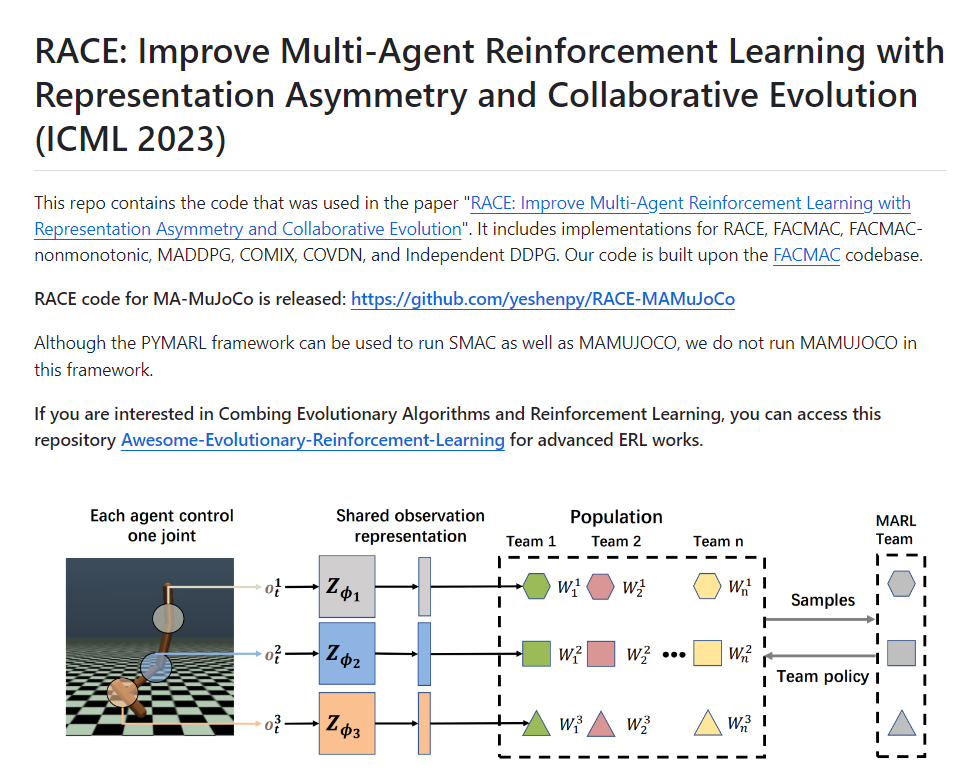 RACE: Improve Multi-Agent Reinforcement Learning with
Representation Asymmetry and Collaborative Evolution
(ICML 2023)
This repo contains the code that was used in the paper "RACE: Improve Multi-Agent Reinforcement Learning with
Representation Asymmetry and Collaborative Evolution". It includes implementations for RACE, FACMAC, FACMAC-
nonmonotonic, MADDPG, COMIX, COVDN, and Independent DDPG. Our code is built upon the FACMAC codebase.
RACE code for MA-MuJoCo is released: https://github.com/yeshenpy/RACE-MAMuJoCo
Although the PYMARL framework can be used to run SMAC as well as MAMUJOCO, we do not run MAMUJOCO in
this framework.
If you are interested in Combing Evolutionary Algorithms and Reinforcement Learning, you can access this
repository Awesome-Evolutionary-Reinforcement-Learning for advanced ERL works.
Each agent control
one joint
Shared observation
representation
Population
Team 1 Team 2 Team n
MARL
Team
o_t^1 Z_{ϕ_1} W_1^1 W_2^1 W_n^1
Samples
o_t^2 Z_{ϕ_2} W_1^2 W_2^2 ••• W_n^2
Team policy
o_t^3 Z_{ϕ_3} W_1^3 W_2^3 W_n^3